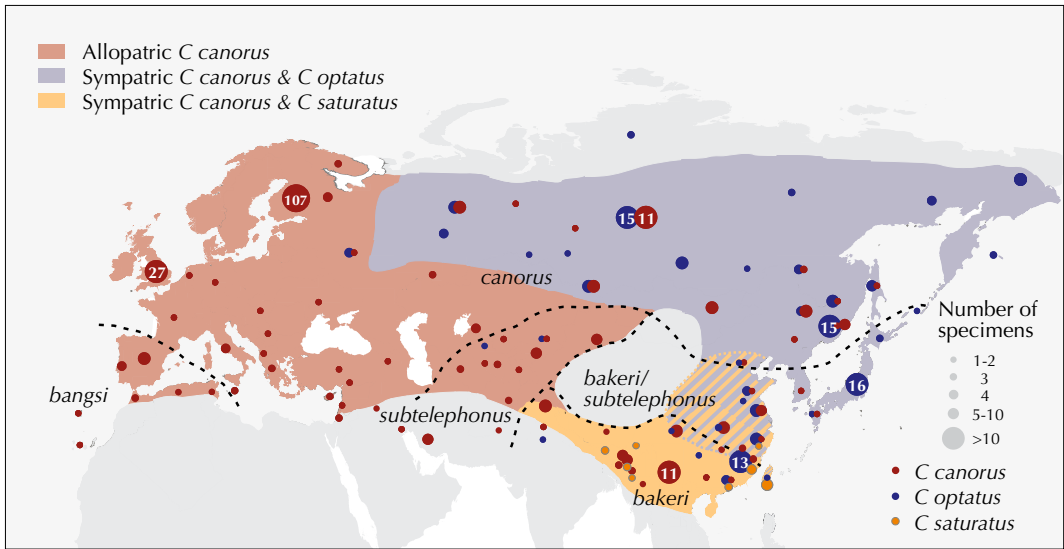 Allopatric C canorus
Sympatric C canorus & C optatus
Sympatric C canorus & C saturatus
107
15
11
27
canorus
Number of
specimens
1-2
3
4
5-10
>10
15
bakeri/
subtelephonus
bangsi
subtelephonus
16
13
11
bakeri
C canorus
C optatus
C saturatus